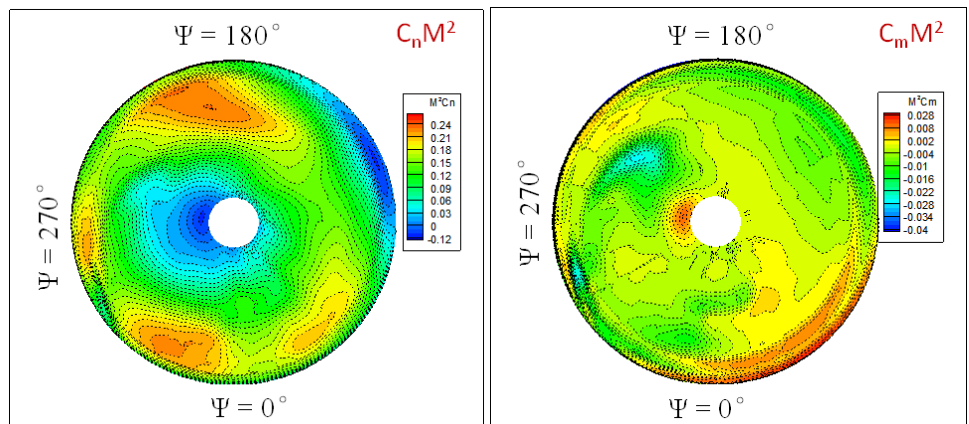 Ψ = 180°
CnM²
M²Cn
0.24
0.21
0.18
0.15
0.12
0.09
0.06
0.03
0
-0.12
Ψ = 270°
Ψ = 0°
Ψ = 180°
CmM²
M²Cm
0.028
0.008
0.002
-0.004
-0.01
-0.016
-0.022
-0.028
-0.034
-0.04
Ψ = 270°
Ψ = 0°